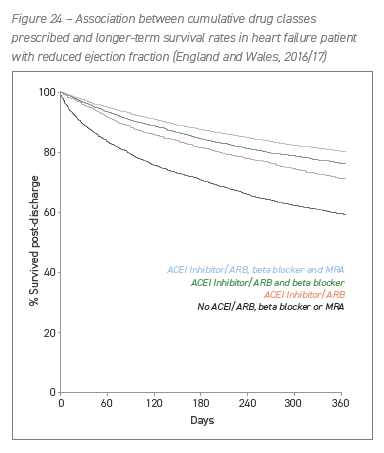 Figure 24 – Association between cumulative drug classes
prescribed and longer-term survival rates in heart failure patient
with reduced ejection fraction (England and Wales, 2016/17)
100
80
60
40
20
0
% Survived post-discharge
ACEI Inhibitor/ARB, beta blocker and MRA
ACEI Inhibitor/ARB and beta blocker
ACEI Inhibitor/ARB
No ACEI/ARB, beta blocker or MRA
0 60 120 180 240 300 360
Days